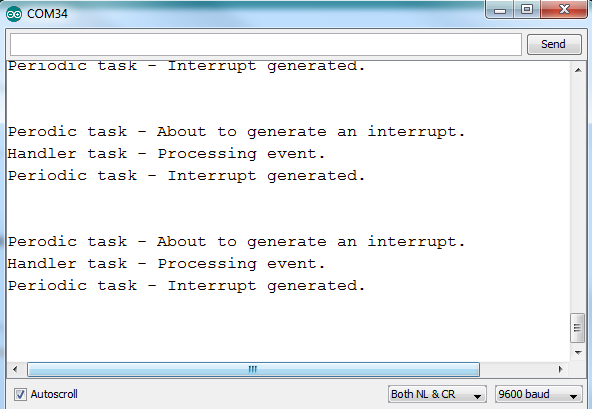 COM34
Send
Periodic task - Interrupt generated.
Perodic task - About to generate an interrupt.
Handler task - Processing event.
Periodic task - Interrupt generated.
Perodic task - About to generate an interrupt.
Handler task - Processing event.
Periodic task - Interrupt generated.
Autoscroll
Both NL & CR
9600 baud